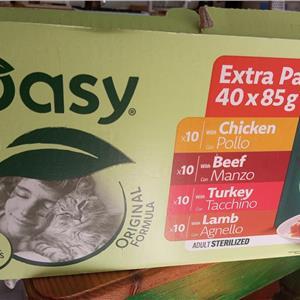 Oasy®
ORIGINAL
FORMULA
Extra Pa
40x85g
x10 With Chicken
Con Pollo
x10 With Beef
Con Manzo
x10 With Turkey
Con Tacchino
x10 With Lamb
Con Agnello
ADULT STERILIZED